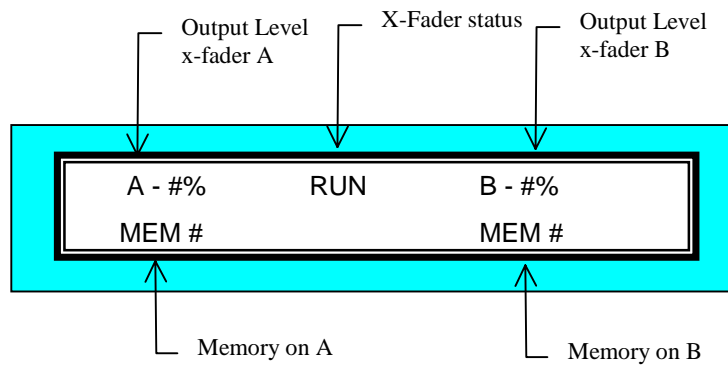 Output Level
x-fader A
X-Fader status
Output Level
x-fader B
A - #%
RUN
B - #%
MEM #
MEM #
Memory on A
Memory on B